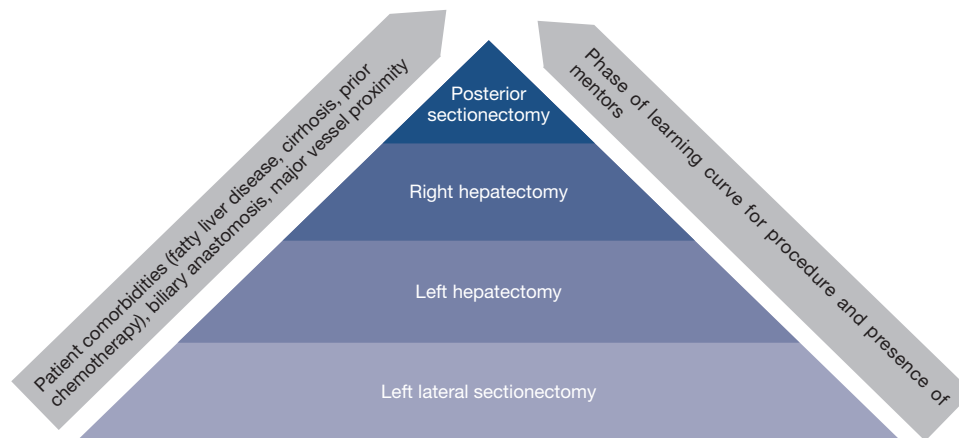 Patient comorbidities (fatty liver disease, cirrhosis, prior
chemotherapy), biliary anastomosis, major vessel proximity
Posterior
sectionectomy
Right hepatectomy
Left hepatectomy
Left lateral sectionectomy
Phase of learning curve for procedure and presence of
mentors